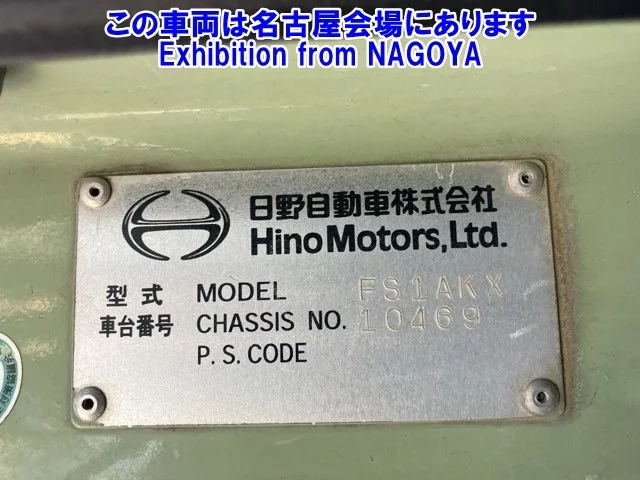 この車両は名古屋会場にあります
Exhibition from NAGOYA
日野自動車株式会社
Hino Motors, Ltd.
型式 MODEL FS1AKX
車台番号 CHASSIS NO. 10469
P.S. CODE